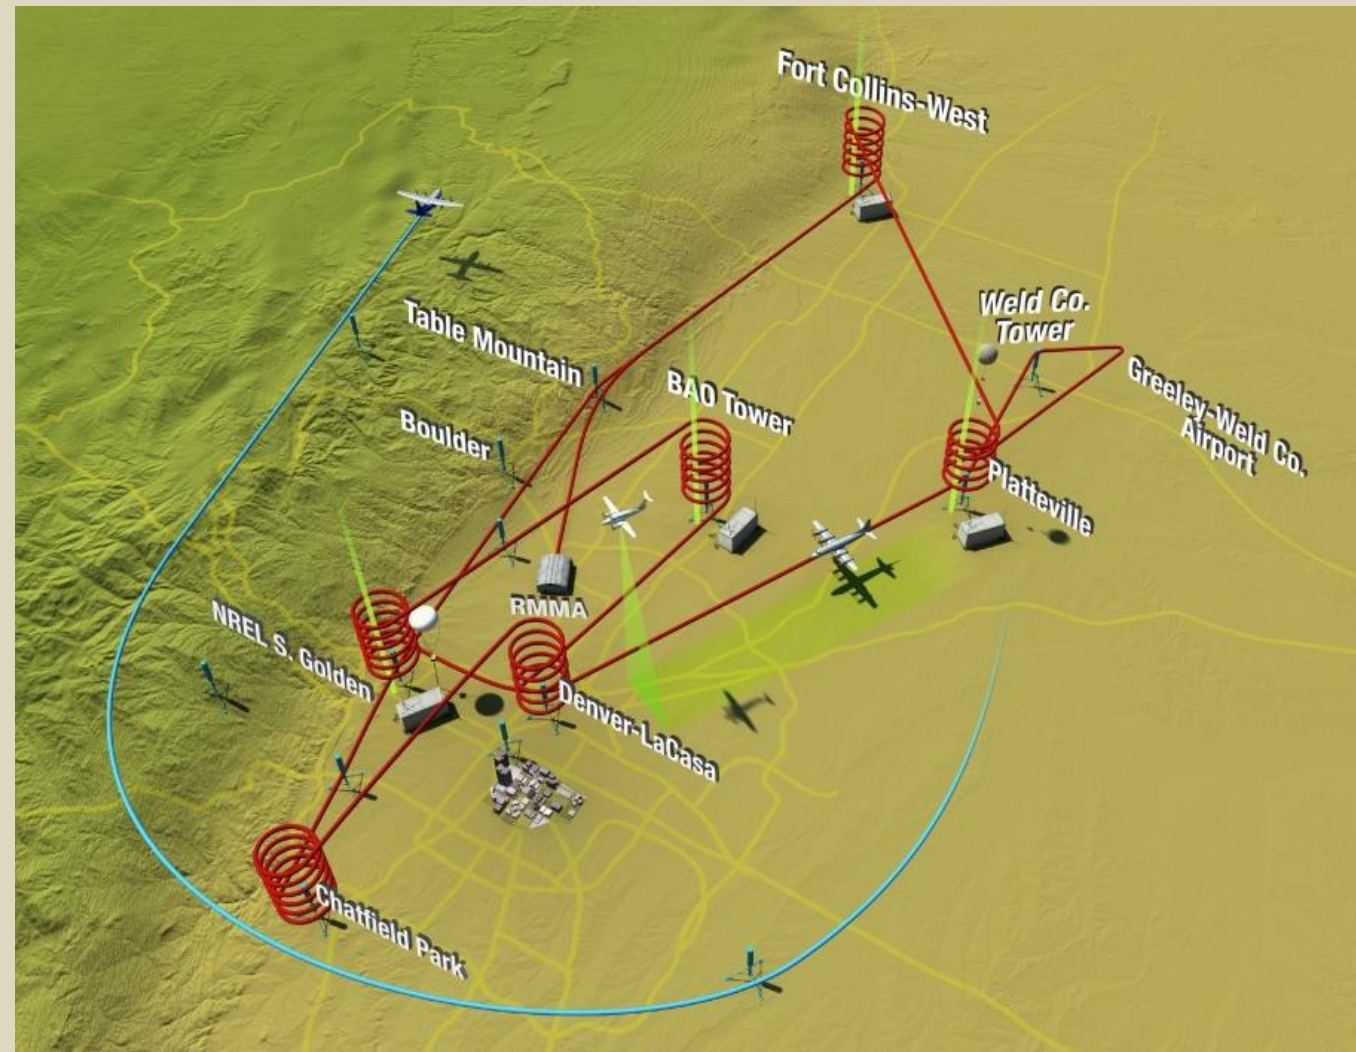 Fort Collins-West
Weld Co.
Tower
Table Mountain
BAO Tower
Greeley-Weld Co.
Airport
Boulder
Platteville
RMMA
NREL S. Golden
Denver-LaCasa
Chatfield Park